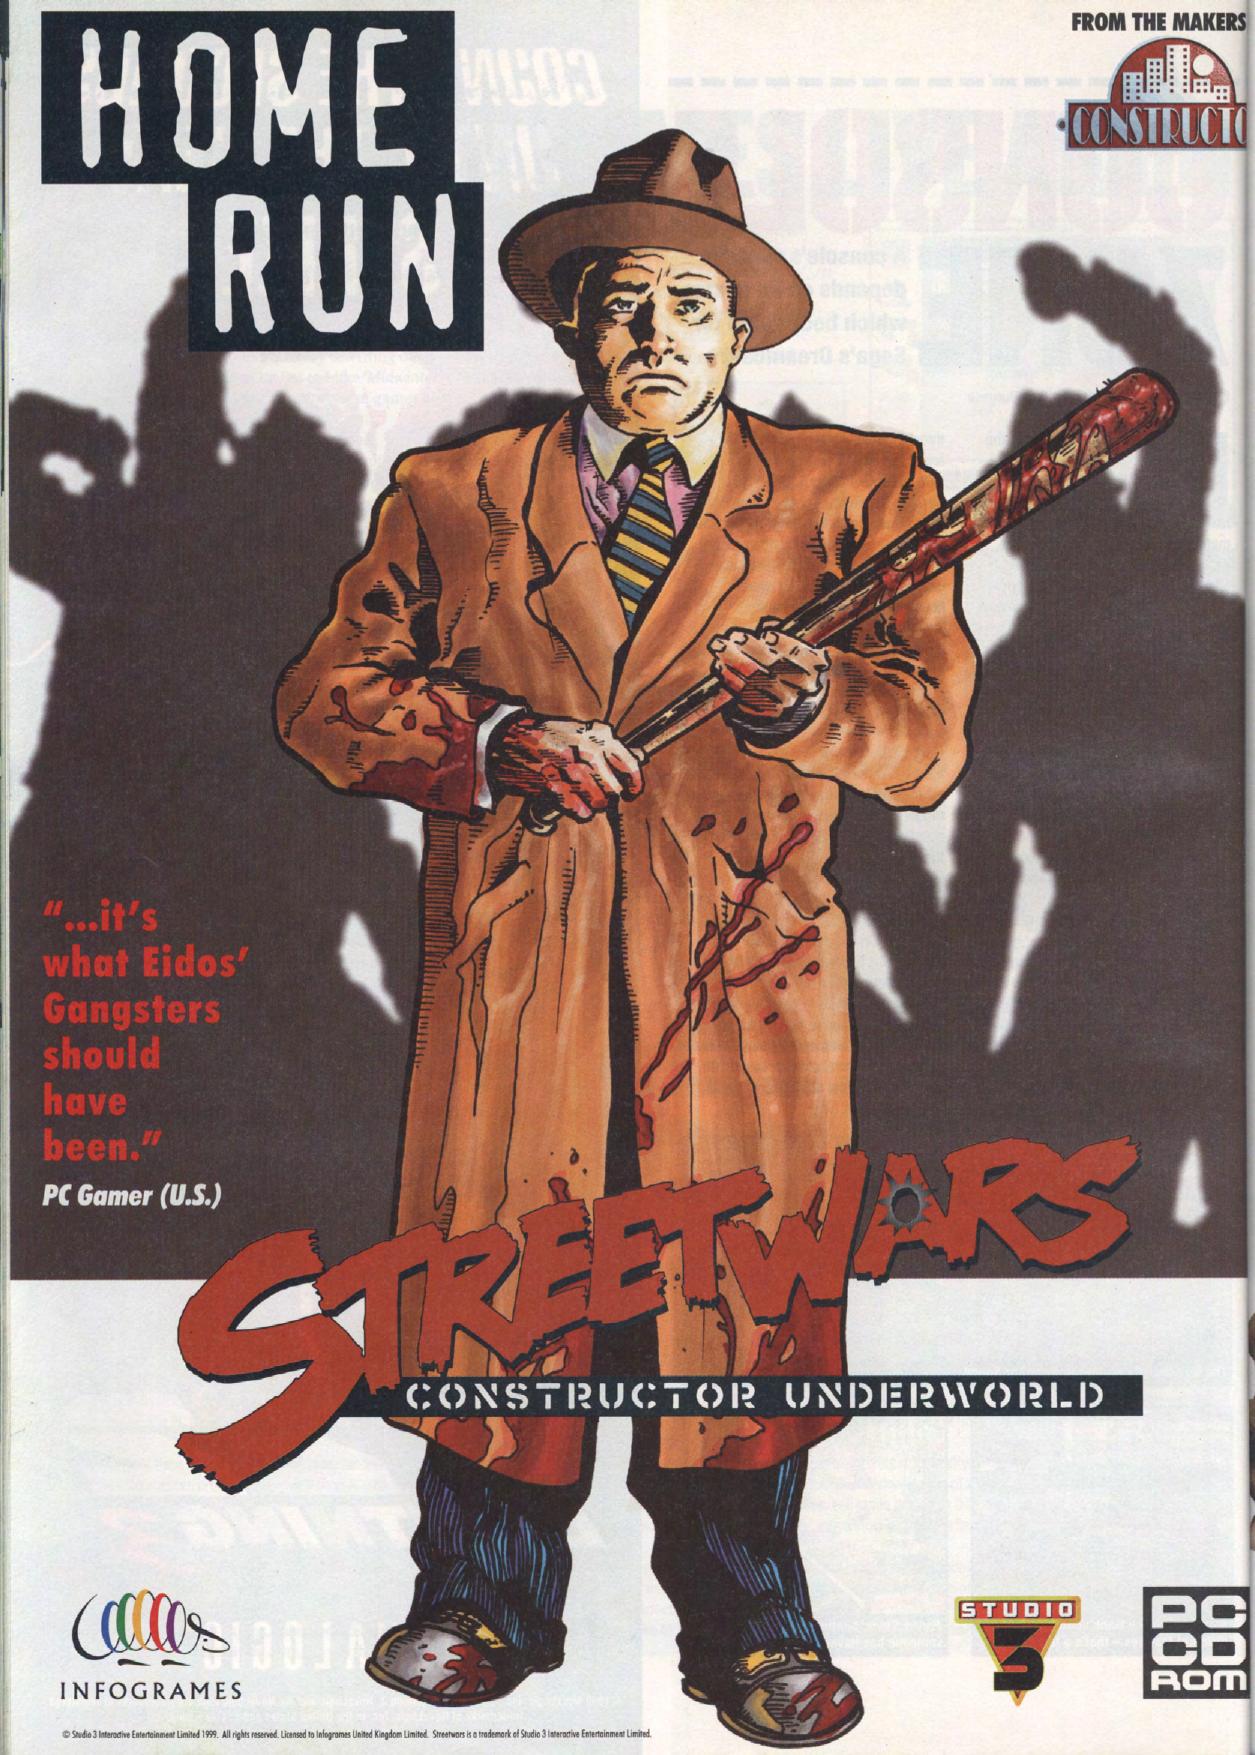 HOME
RUN
FROM THE MAKERS
CONSTRUCTO
"...it's
what Eidos'
Gangsters
should
have
been."
PC Gamer (U.S.)
STREETWARS
CONSTRUCTOR UNDERWORLD
INFOGRAMES
STUDIO
3
PC
CD
ROM
© Studio 3 Interactive Entertainment Limited 1999. All rights reserved. Licensed to Infogrames United Kingdom Limited. Streetwars is a trademark of Studio 3 Interactive Entertainment Limited.